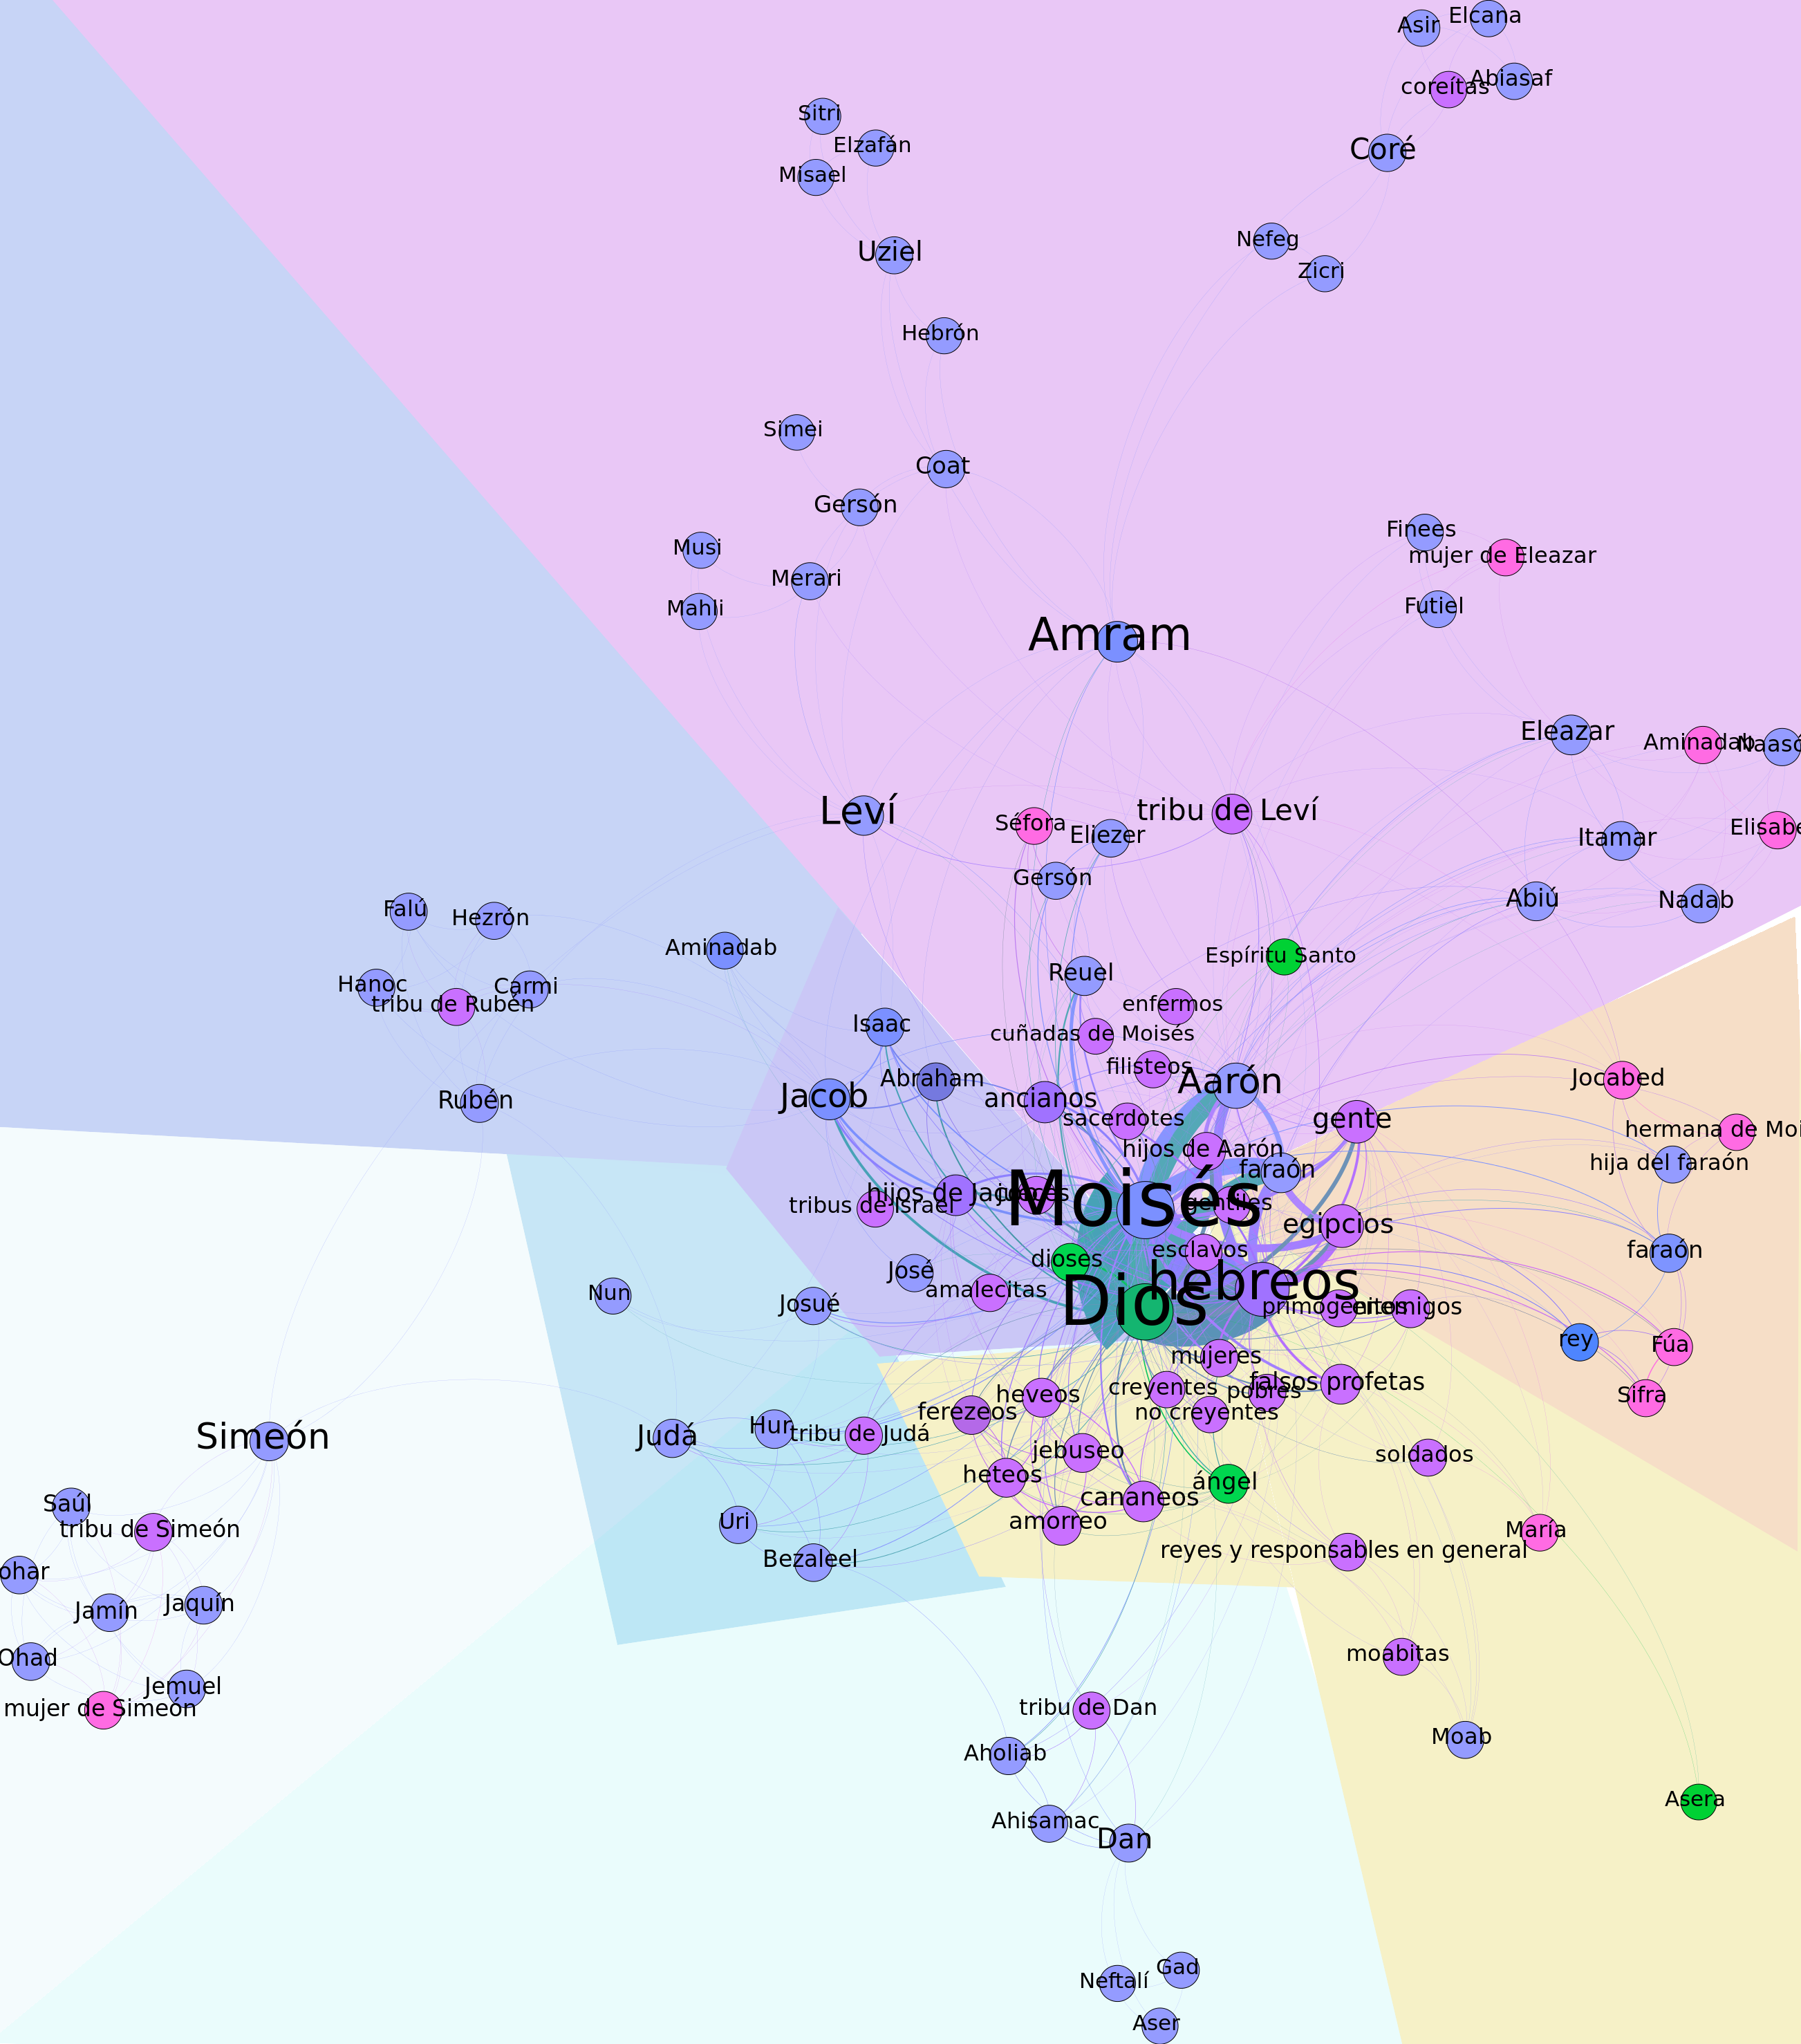 Elcana
Asir
Abiasaf
coreítas
Sitri
Elzafán
Coré
Misael
Nefeg
Uziel
Zicri
Hebrón
Simei
Coat
Gersón
Finees
Musi
mujer de Eleazar
Merari
Mahli
Futiel
Amram
Eleazar
Aminadab
Naasó
Leví
tribu de Leví
Séfora
Eliezer
Itamar
Elisabe
Gersón
Abiú
Nadab
Falú
Hezrón
Aminadab
Espíritu Santo
Reuel
Hanoc
Carmi
tribu de Rubén
enfermos
Isaac
cuñadas de Moisés
filisteos
Abraham
Aarón
Jocabed
Jacob
ancianos
Rubén
sacerdotes
gente
hermana de Moi
hijos de Aarón
hija del faraón
faraón
hijos de Jacob
jueces
Moisés
gentiles
tribus de Israel
egipcios
esclavos
faraón
dioses
José
hebreos
Nun
amalecitas
Josué
Dios
primogénitos
enemigos
rey
Fúa
mujeres
falsos profetas
creyentes
pobres
heveos
Sifra
ferezeos
no creyentes
Simeón
Judá
Hur
tribu de Judá
jebuseo
soldados
heteos
ángel
cananeos
Saúl
amorreo
Uri
tribu de Simeón
María
reyes y responsables en general
Bezaleel
ohar
Jaquín
Jamín
moabitas
Ohad
Jemuel
mujer de Simeón
tribu de Dan
Moab
Aholiab
Asera
Ahisamac
Dan
Gad
Neftalí
Aser